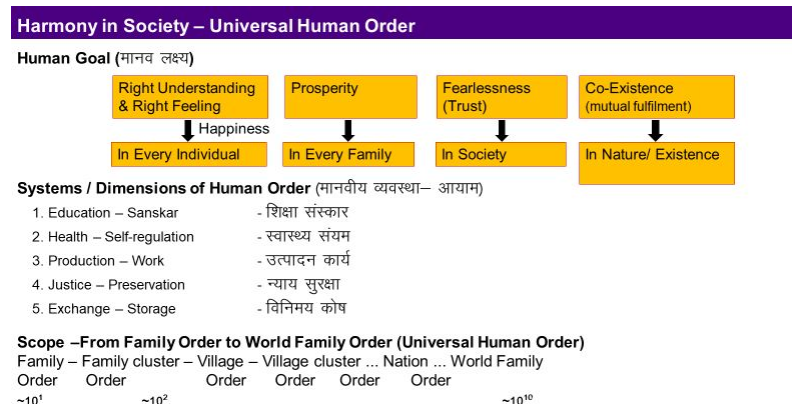 Harmony in Society – Universal Human Order
Human Goal (मानव लक्ष्य)
Right Understanding & Right Feeling
Prosperity
Fearlessness (Trust)
Co-Existence (mutual fulfilment)
Happiness
In Every Individual
In Every Family
In Society
In Nature/ Existence
Systems / Dimensions of Human Order (मानवीय व्यवस्था– आयाम)
1. Education – Sanskar - शिक्षा संस्कार
2. Health – Self-regulation - स्वास्थ्य संयम
3. Production – Work - उत्पादन कार्य
4. Justice – Preservation - न्याय सुरक्षा
5. Exchange – Storage - विनिमय कोष
Scope –From Family Order to World Family Order (Universal Human Order)
Family – Family cluster – Village – Village cluster ... Nation ... World Family
Order Order Order Order Order Order
~10¹ ~10² ~10¹⁰